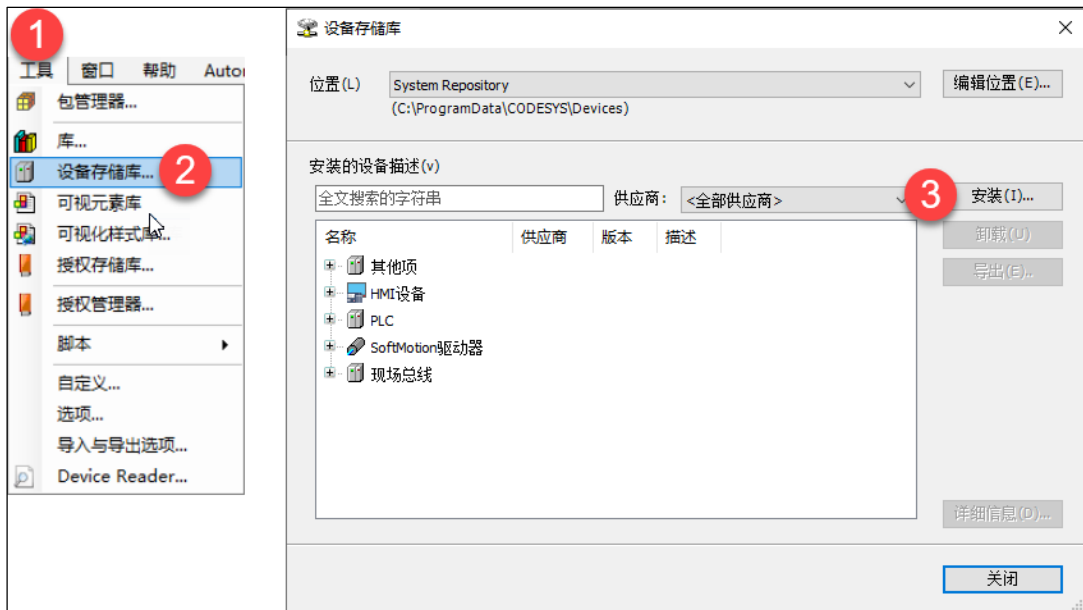 1
工具 窗口 帮助 Autor
包管理器...
库...
设备存储库...
2
可视元素库
可视化样式库...
授权存储库...
授权管理器...
脚本
自定义...
选项...
导入与导出选项...
Device Reader...
设备存储库
位置(L) System Repository 编辑位置(E)...
(C:\ProgramData\CODESYS\Devices)
安装的设备描述(v)
全文搜索的字符串 供应商: <全部供应商> 3 安装(I)...
名称 供应商 版本 描述 卸载(U)
其他项 导出(E)..
HMI设备
PLC
SoftMotion驱动器
现场总线
详细信息(D)...
关闭